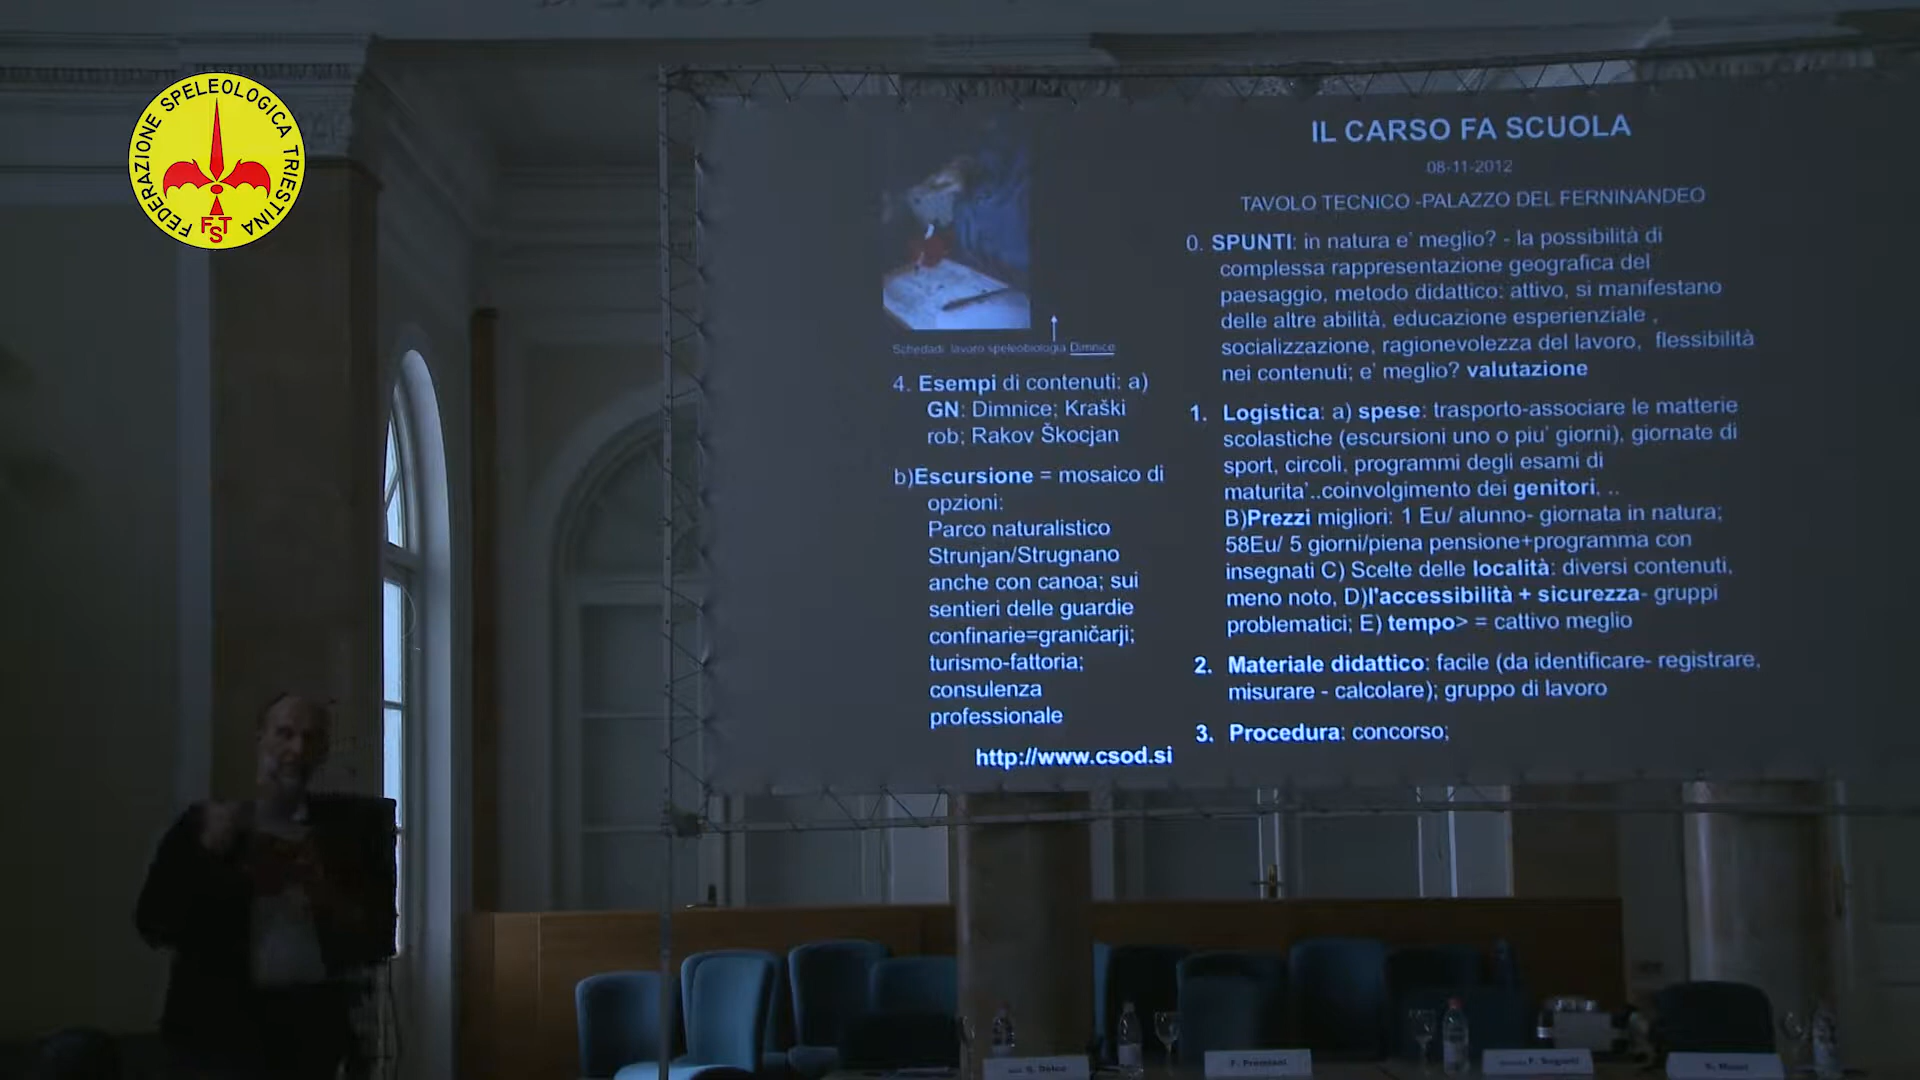 FEDERAZIONE SPELEOLOGICA TRIESTINA
FST
IL CARSO FA SCUOLA
08-11-2012
TAVOLO TECNICO -PALAZZO DEL FERNINANDEO
0. SPUNTI: in natura e' meglio? - la possibilità di
complessa rappresentazione geografica del
paesaggio, metodo didattico: attivo, si manifestano
delle altre abilità, educazione esperienziale ,
socializzazione, ragionevolezza del lavoro, flessibilità
nei contenuti; e' meglio? valutazione
1. Logistica: a) spese: trasporto-associare le matterie
scolastiche (escursioni uno o piu' giorni), giornate di
sport, circoli, programmi degli esami di
maturita'..coinvolgimento dei genitori, ..
B)Prezzi migliori: 1 Eu/ alunno- giornata in natura;
58Eu/ 5 giorni/piena pensione+programma con
insegnati C) Scelte delle località: diversi contenuti,
meno noto, D)l'accessibilità + sicurezza- gruppi
problematici; E) tempo> = cattivo meglio
2. Materiale didattico: facile (da identificare- registrare,
misurare - calcolare); gruppo di lavoro
3. Procedura: concorso;
Schedadi lavoro speleobiologia Dimnice
4. Esempi di contenuti: a)
GN: Dimnice; Kraški
rob; Rakov Škocjan
b)Escursione = mosaico di
opzioni:
Parco naturalistico
Strunjan/Strugnano
anche con canoa; sui
sentieri delle guardie
confinarie=graničarji;
turismo-fattoria;
consulenza
professionale
http://www.csod.si